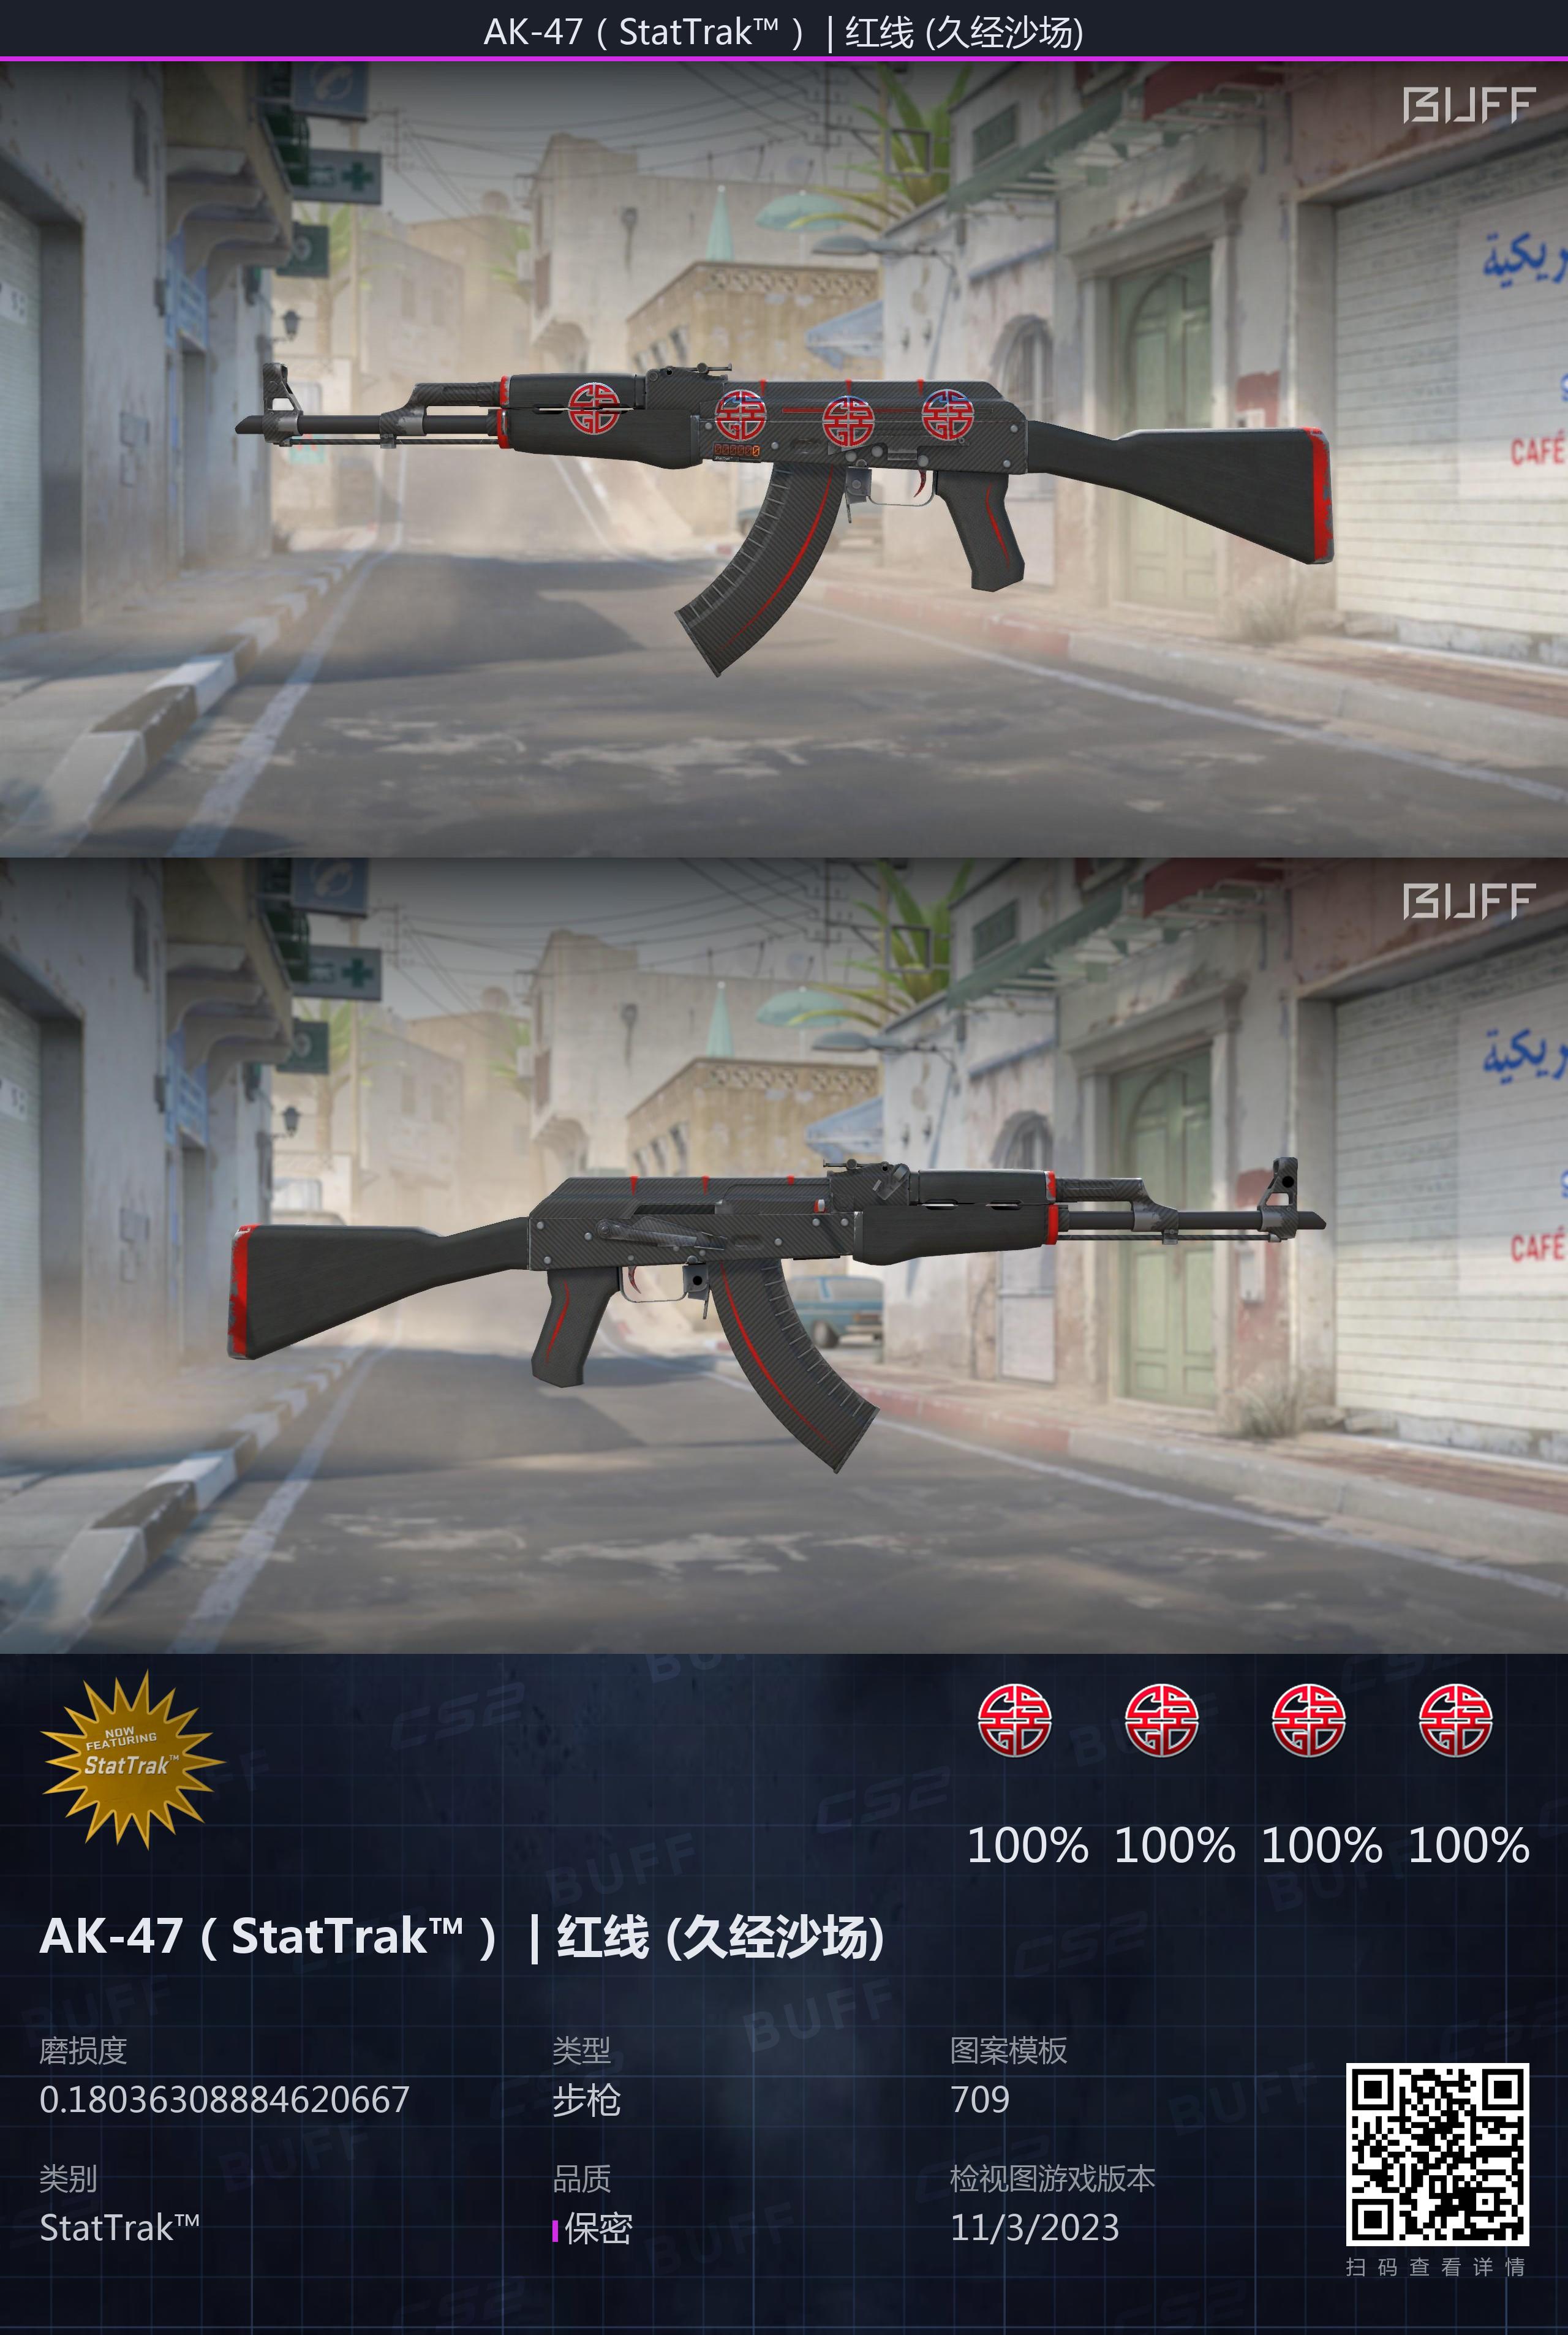 AK-47（StatTrak™） | 红线 (久经沙场)
BUFF
يكية
CAFÉ
BUFF
يكية
CAFÉ
NOW
FEATURING
StatTrak™
100% 100% 100% 100%
AK-47（StatTrak™） | 红线 (久经沙场)
磨损度 类型 图案模板
0.18036308884620667 步枪 709
类别 品质 检视图游戏版本
StatTrak™ 保密 11/3/2023
扫码查看详情